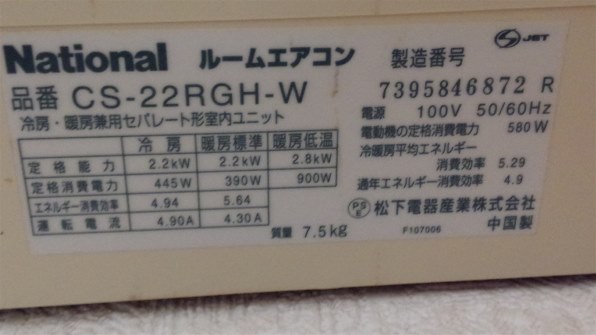 National ルームエアコン
品番 CS-22RGH-W
冷房・暖房兼用セパレート形室内ユニット
冷房 暖房標準 暖房低温
定格能力 2.2kW 2.2kW 2.8kW
定格消費電力 445W 390W 900W
エネルギー消費効率 4.94 5.64
運転電流 4.90A 4.30A
質量 7.5kg
JET
製造番号
7395846872 R
電源 100V 50/60Hz
電動機の定格消費電力 580W
冷暖房平均エネルギー
消費効率 5.29
通年エネルギー消費効率 4.9
PSE 松下電器産業株式会社
F107006 中国製